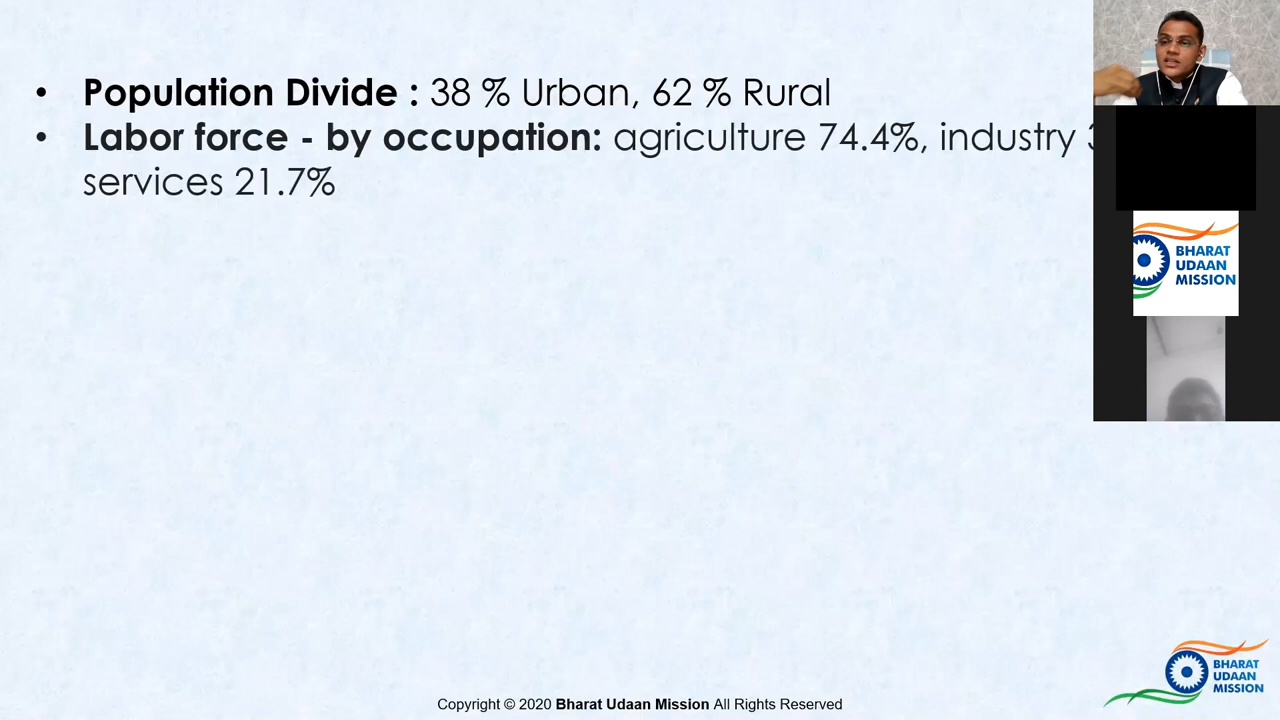 • Population Divide : 38 % Urban, 62 % Rural
• Labor force - by occupation: agriculture 74.4%, industry
services 21.7%
BHARAT
UDAAN
MISSION
BHARAT
UDAAN
MISSION
Copyright © 2020 Bharat Udaan Mission All Rights Reserved